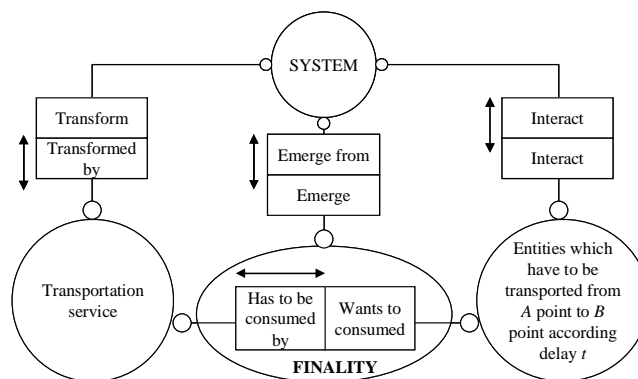 SYSTEM
Transform
Transformed
by
Emerge from
Emerge
Interact
Interact
Transportation
service
Has to be
consumed
by
Wants to
consumed
FINALITY
Entities which
have to be
transported from
A point to B
point according
delay t